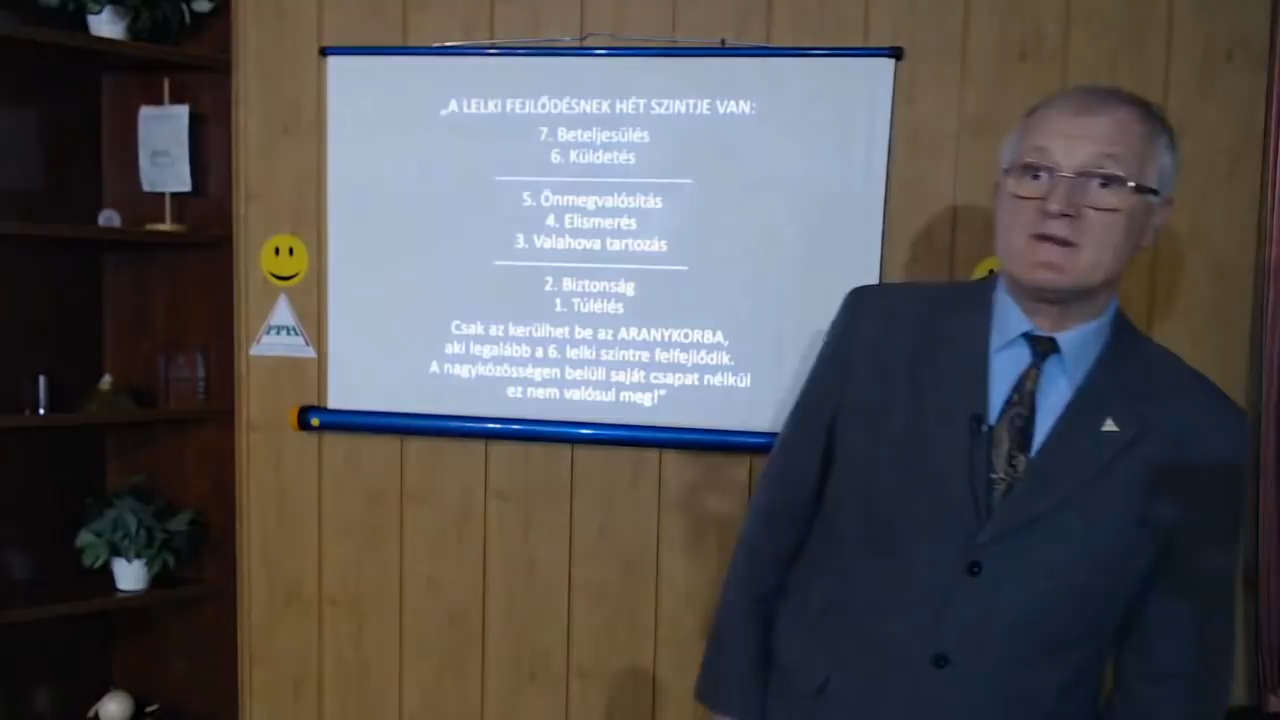 „A LELKI FEJLŐDÉSNEK HÉT SZINTJE VAN:
7. Beteljesülés
6. Küldetés
5. Önmegvalósítás
4. Elismerés
3. Valahova tartozás
2. Biztonság
1. Túlélés
Csak az kerülhet be az ARANYKORBA,
aki legalább a 6. lelki szintre felfejlődik.
A nagyközösségen belüli saját csapat nélkül
ez nem valósul meg!”